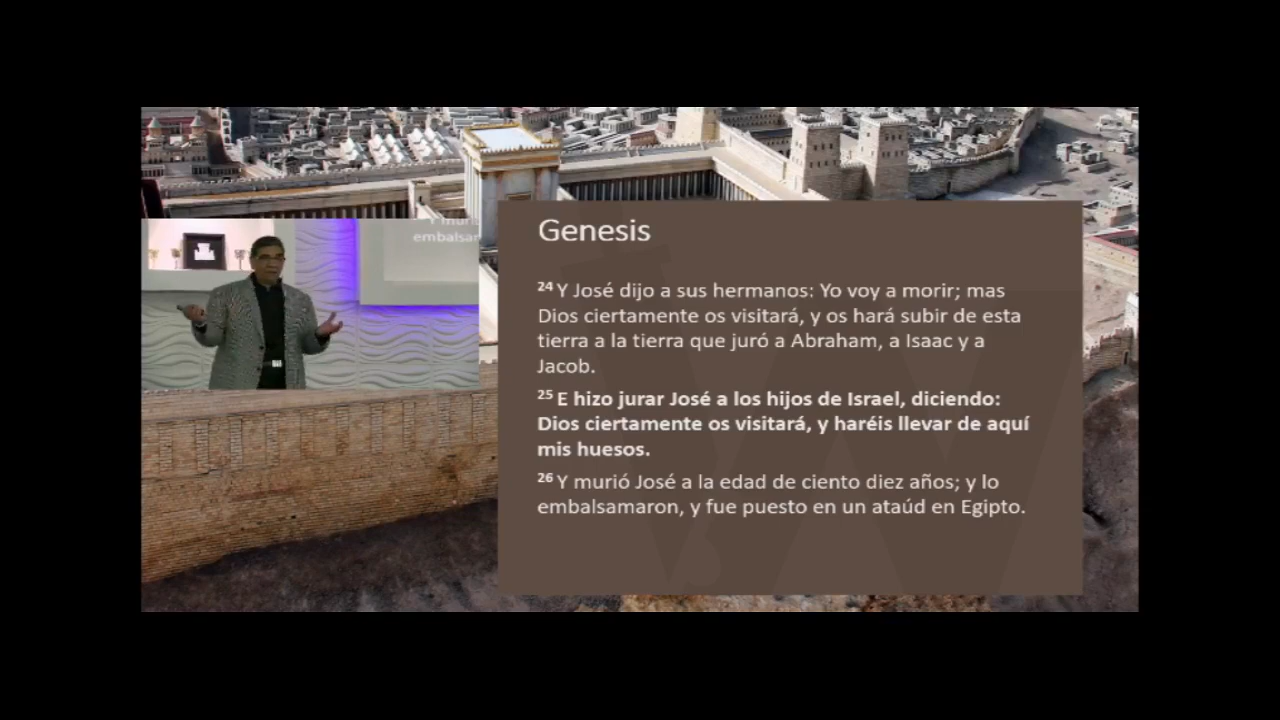 embalsa
Genesis
24 Y José dijo a sus hermanos: Yo voy a morir; mas
Dios ciertamente os visitará, y os hará subir de esta
tierra a la tierra que juró a Abraham, a Isaac y a
Jacob.
25 E hizo jurar José a los hijos de Israel, diciendo:
Dios ciertamente os visitará, y haréis llevar de aquí
mis huesos.
26 Y murió José a la edad de ciento diez años; y lo
embalsamaron, y fue puesto en un ataúd en Egipto.